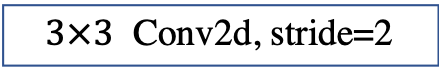 3×3 Conv2d, stride=2